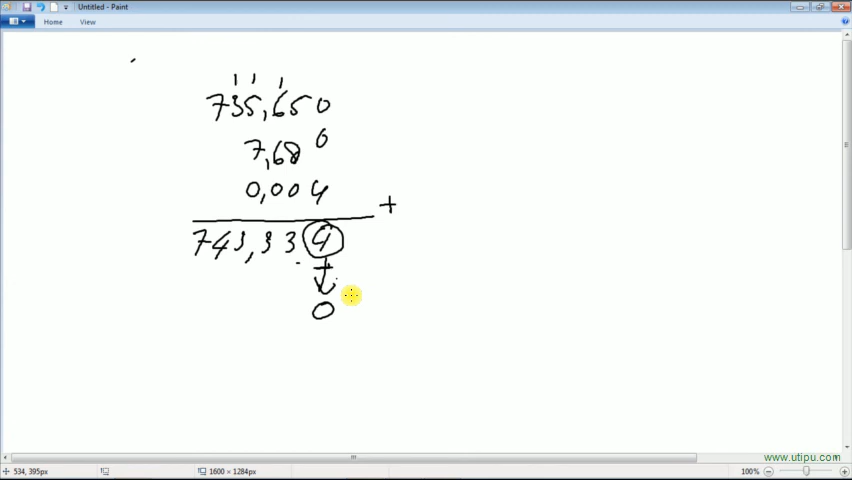 Untitled - Paint
Home View
735,650
7,680
0,004
+
743,334
0
www.utipu.com
534, 395px 1600 × 1284px 100%